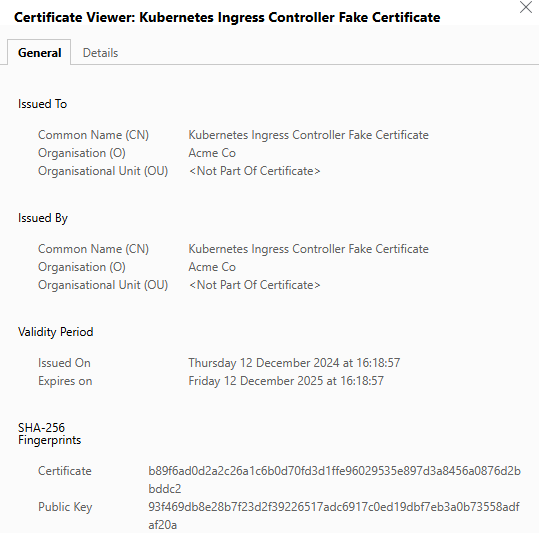 Certificate Viewer: Kubernetes Ingress Controller Fake Certificate
General Details
Issued To
Common Name (CN) Kubernetes Ingress Controller Fake Certificate
Organisation (O) Acme Co
Organisational Unit (OU) <Not Part Of Certificate>
Issued By
Common Name (CN) Kubernetes Ingress Controller Fake Certificate
Organisation (O) Acme Co
Organisational Unit (OU) <Not Part Of Certificate>
Validity Period
Issued On Thursday 12 December 2024 at 16:18:57
Expires on Friday 12 December 2025 at 16:18:57
SHA-256
Fingerprints
Certificate b89f6ad0d2a2c26a1c6b0d70fd3d1ffe96029535e897d3a8456a0876d2b
bddc2
Public Key 93f469db8e28b7f23d2f39226517adc6917c0ed19dbf7eb3a0b73558adf
af20a